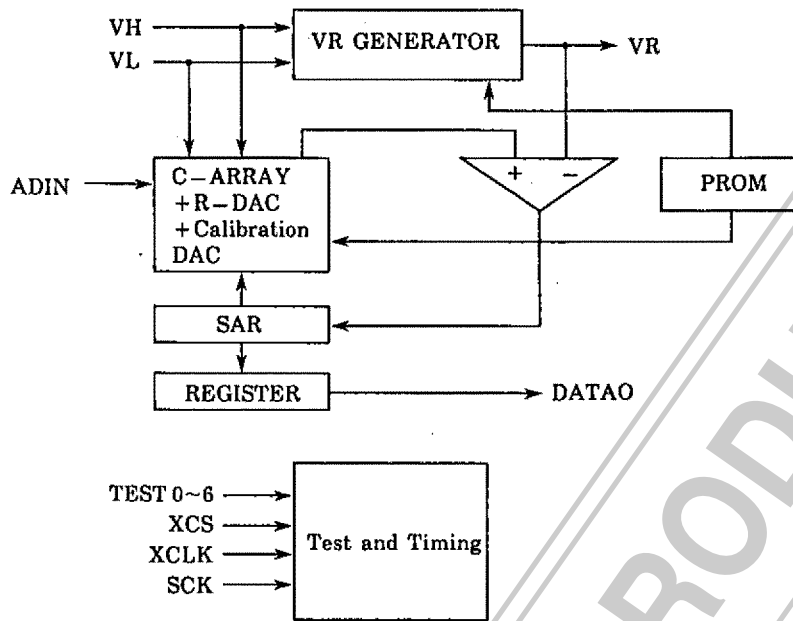 VH
VL
VR GENERATOR
VR
ADIN
C-ARRAY
+R-DAC
+Calibration
DAC
+ -
PROM
SAR
REGISTER
DATAO
TEST 0~6
XCS
XCLK
SCK
Test and Timing